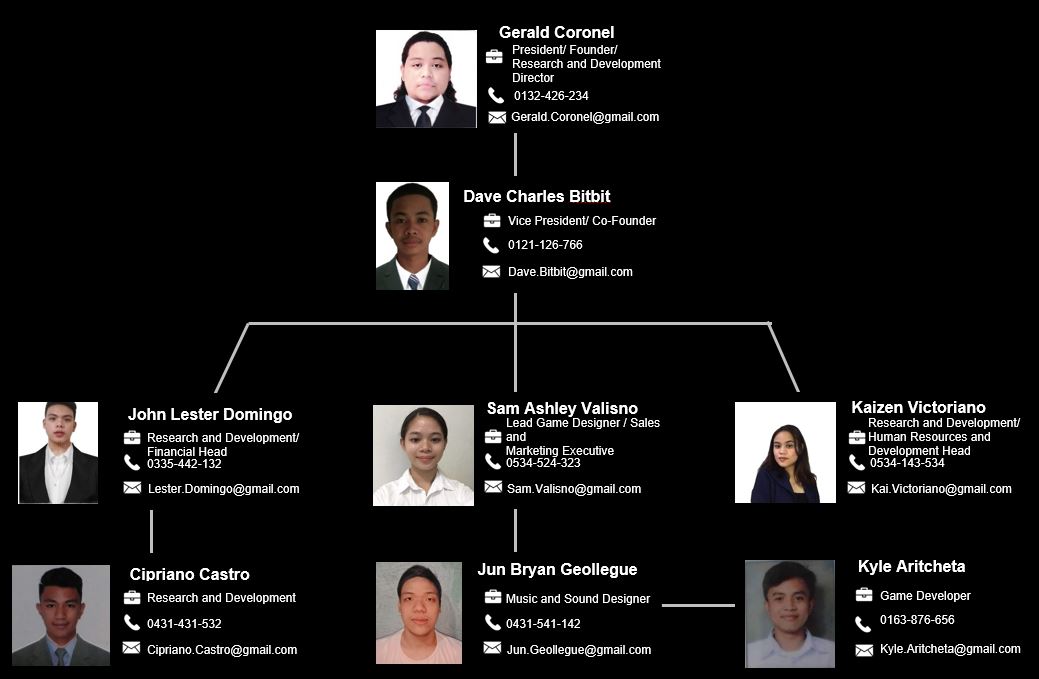 Gerald Coronel
President/ Founder/
Research and Development
Director
0132-426-234
Gerald.Coronel@gmail.com
Dave Charles Bitbit
Vice President/ Co-Founder
0121-126-766
Dave.Bitbit@gmail.com
John Lester Domingo
Research and Development/
Financial Head
0335-442-132
Lester.Domingo@gmail.com
Sam Ashley Valisno
Lead Game Designer / Sales
and
Marketing Executive
0534-524-323
Sam.Valisno@gmail.com
Kaizen Victoriano
Research and Development/
Human Resources and
Development Head
0534-143-534
Kai.Victoriano@gmail.com
Cipriano Castro
Research and Development
0431-431-532
Cipriano.Castro@gmail.com
Jun Bryan Geollegue
Music and Sound Designer
0431-541-142
Jun.Geollegue@gmail.com
Kyle Aritcheta
Game Developer
0163-876-656
Kyle.Aritcheta@gmail.com